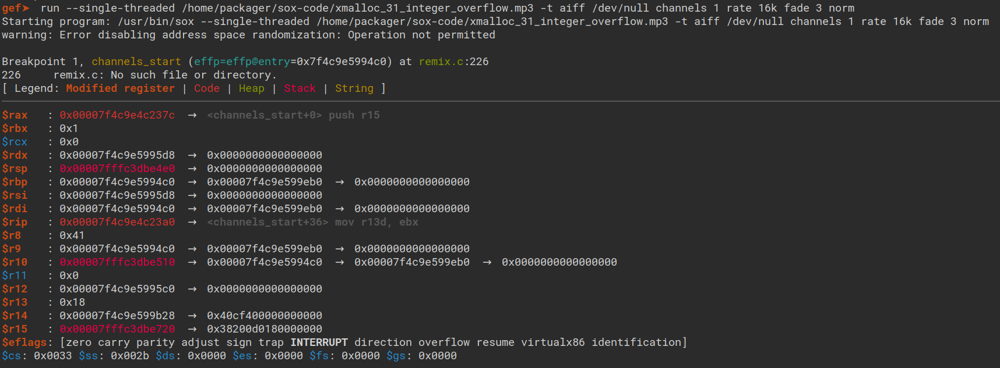 gef➤  run --single-threaded /home/packager/sox-code/xmalloc_31_integer_overflow.mp3 -t aiff /dev/null channels 1 rate 16k fade 3 norm
Starting program: /usr/bin/sox --single-threaded /home/packager/sox-code/xmalloc_31_integer_overflow.mp3 -t aiff /dev/null channels 1 rate 16k fade 3 norm
warning: Error disabling address space randomization: Operation not permitted
Breakpoint 1, channels_start (effp=effp@entry=0x7f4c9e5994c0) at remix.c:226
226     remix.c: No such file or directory.
[ Legend: Modified register | Code | Heap | Stack | String ]
$rax   : 0x00007f4c9e4c237c  →  <channels_start+0> push r15
$rbx   : 0x1
$rcx   : 0x0
$rdx   : 0x00007f4c9e5995d8  →  0x0000000000000000
$rsp   : 0x00007fffc3dbe4e0  →  0x0000000000000000
$rbp   : 0x00007f4c9e5994c0  →  0x00007f4c9e599eb0  →  0x0000000000000000
$rsi   : 0x00007f4c9e5995d8  →  0x0000000000000000
$rdi   : 0x00007f4c9e5994c0  →  0x00007f4c9e599eb0  →  0x0000000000000000
$rip   : 0x00007f4c9e4c23a0  →  <channels_start+36> mov r13d, ebx
$r8    : 0x41
$r9    : 0x00007f4c9e5994c0  →  0x00007f4c9e599eb0  →  0x0000000000000000
$r10   : 0x00007fffc3dbe510  →  0x00007f4c9e5994c0  →  0x00007f4c9e599eb0  →  0x0000000000000000
$r11   : 0x0
$r12   : 0x00007f4c9e5995c0  →  0x0000000000000000
$r13   : 0x18
$r14   : 0x00007f4c9e599b28  →  0x40cf400000000000
$r15   : 0x00007fffc3dbe720  →  0x38200d0180000000
$eflags: [zero carry parity adjust sign trap INTERRUPT direction overflow resume virtualx86 identification]
$cs: 0x0033 $ss: 0x002b $ds: 0x0000 $es: 0x0000 $fs: 0x0000 $gs: 0x0000